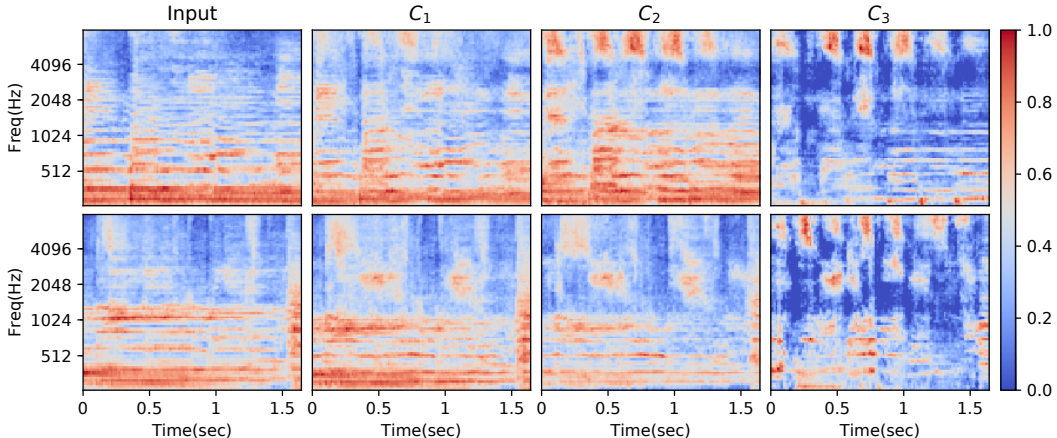 Input C₁ C₂ C₃
Freq(Hz) 4096 2048 1024 512
1.0
0.8
0.6
0.4
0.2
0.0
Freq(Hz) 4096 2048 1024 512
0 0.5 1 1.5 0 0.5 1 1.5 0 0.5 1 1.5 0 0.5 1 1.5
Time(sec) Time(sec) Time(sec) Time(sec)